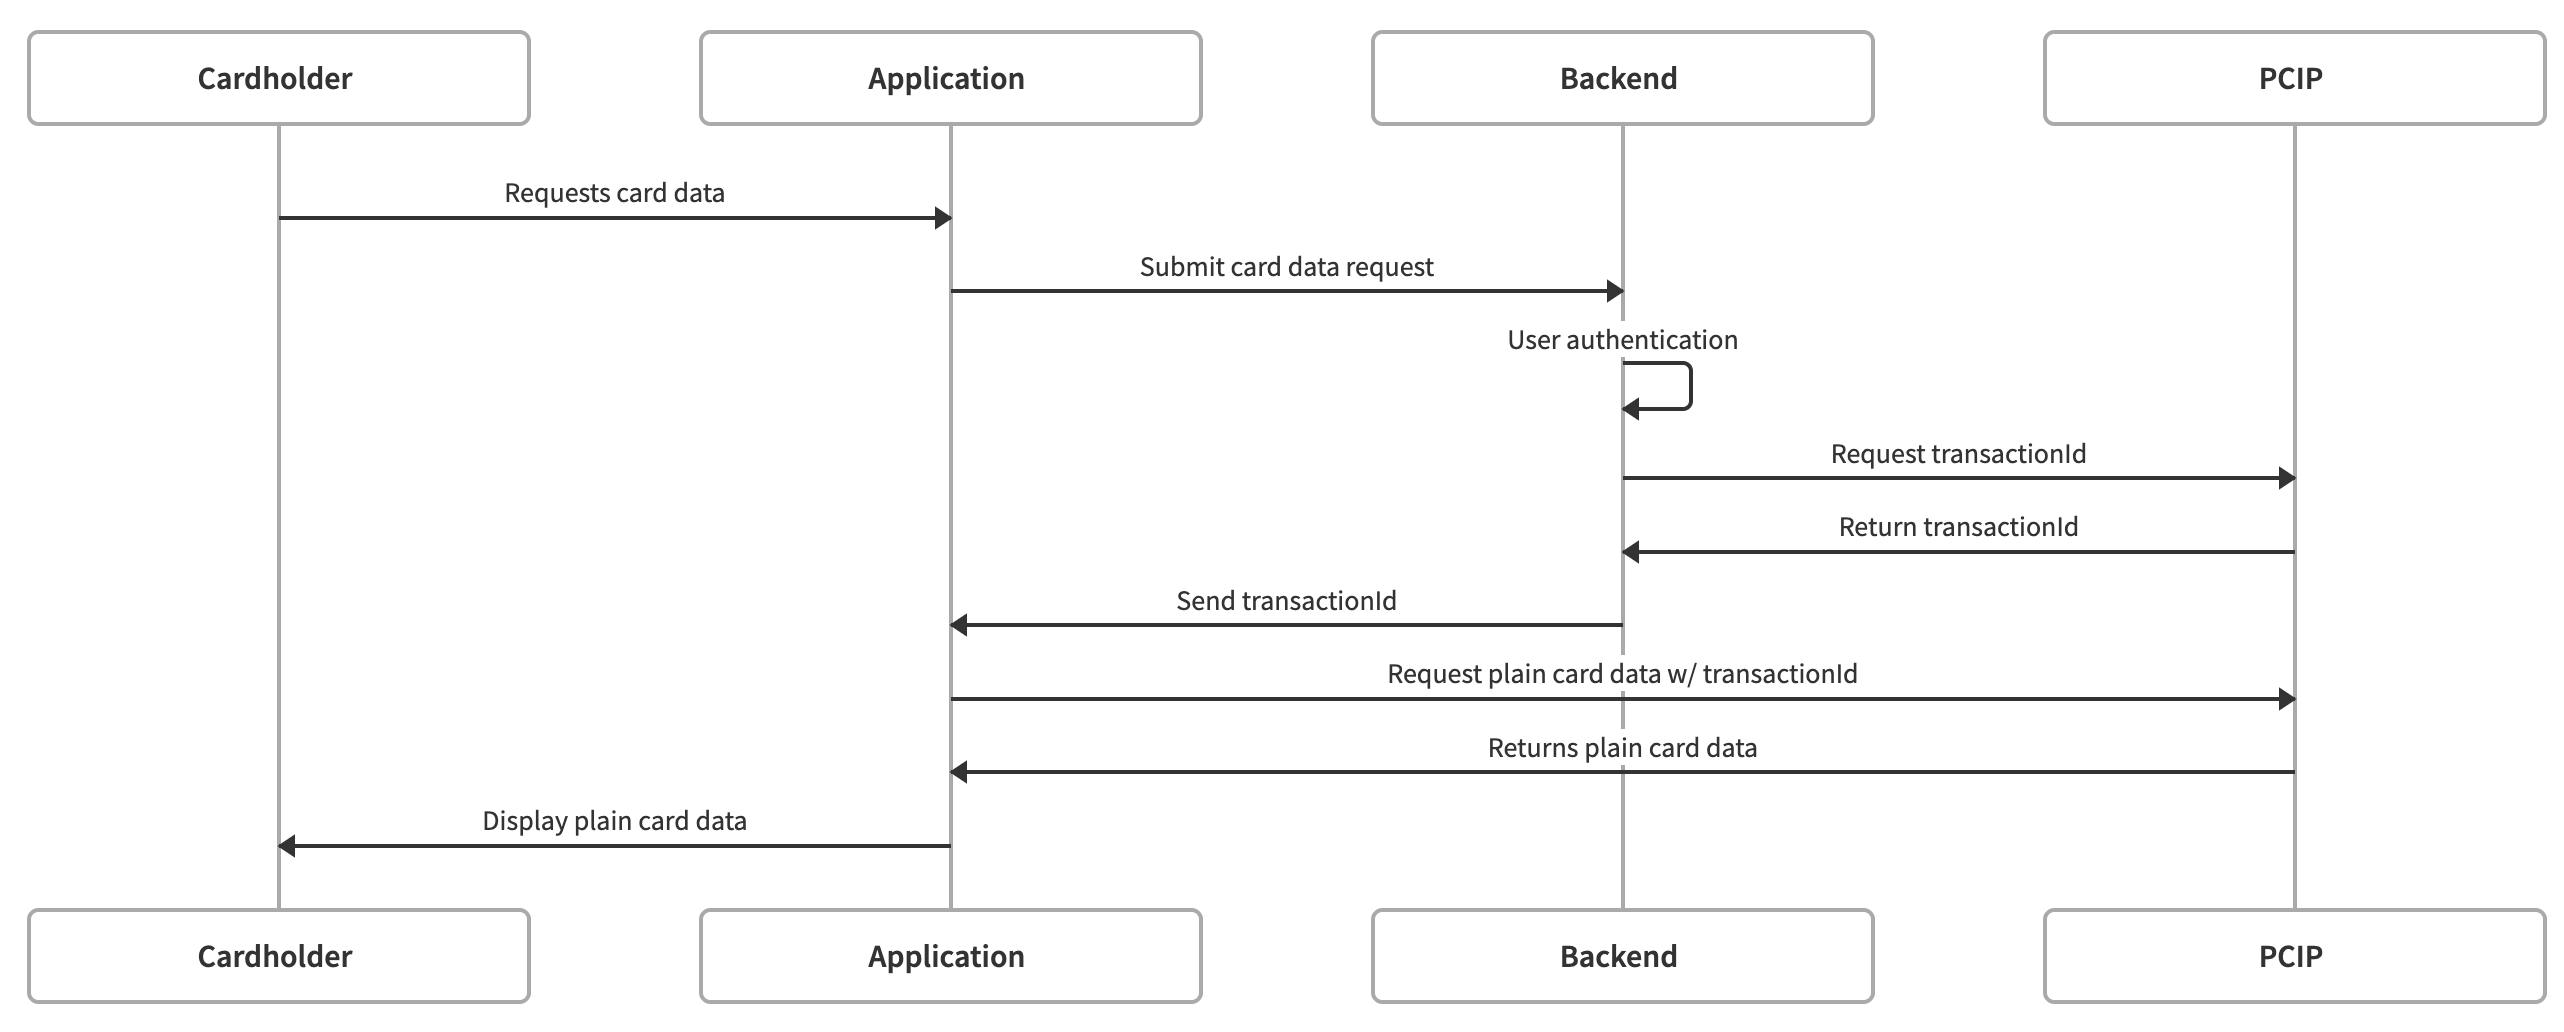 Cardholder
Application
Backend
PCIP
Requests card data
Submit card data request
User authentication
Request transactionId
Return transactionId
Send transactionId
Request plain card data w/ transactionId
Returns plain card data
Display plain card data
Cardholder
Application
Backend
PCIP